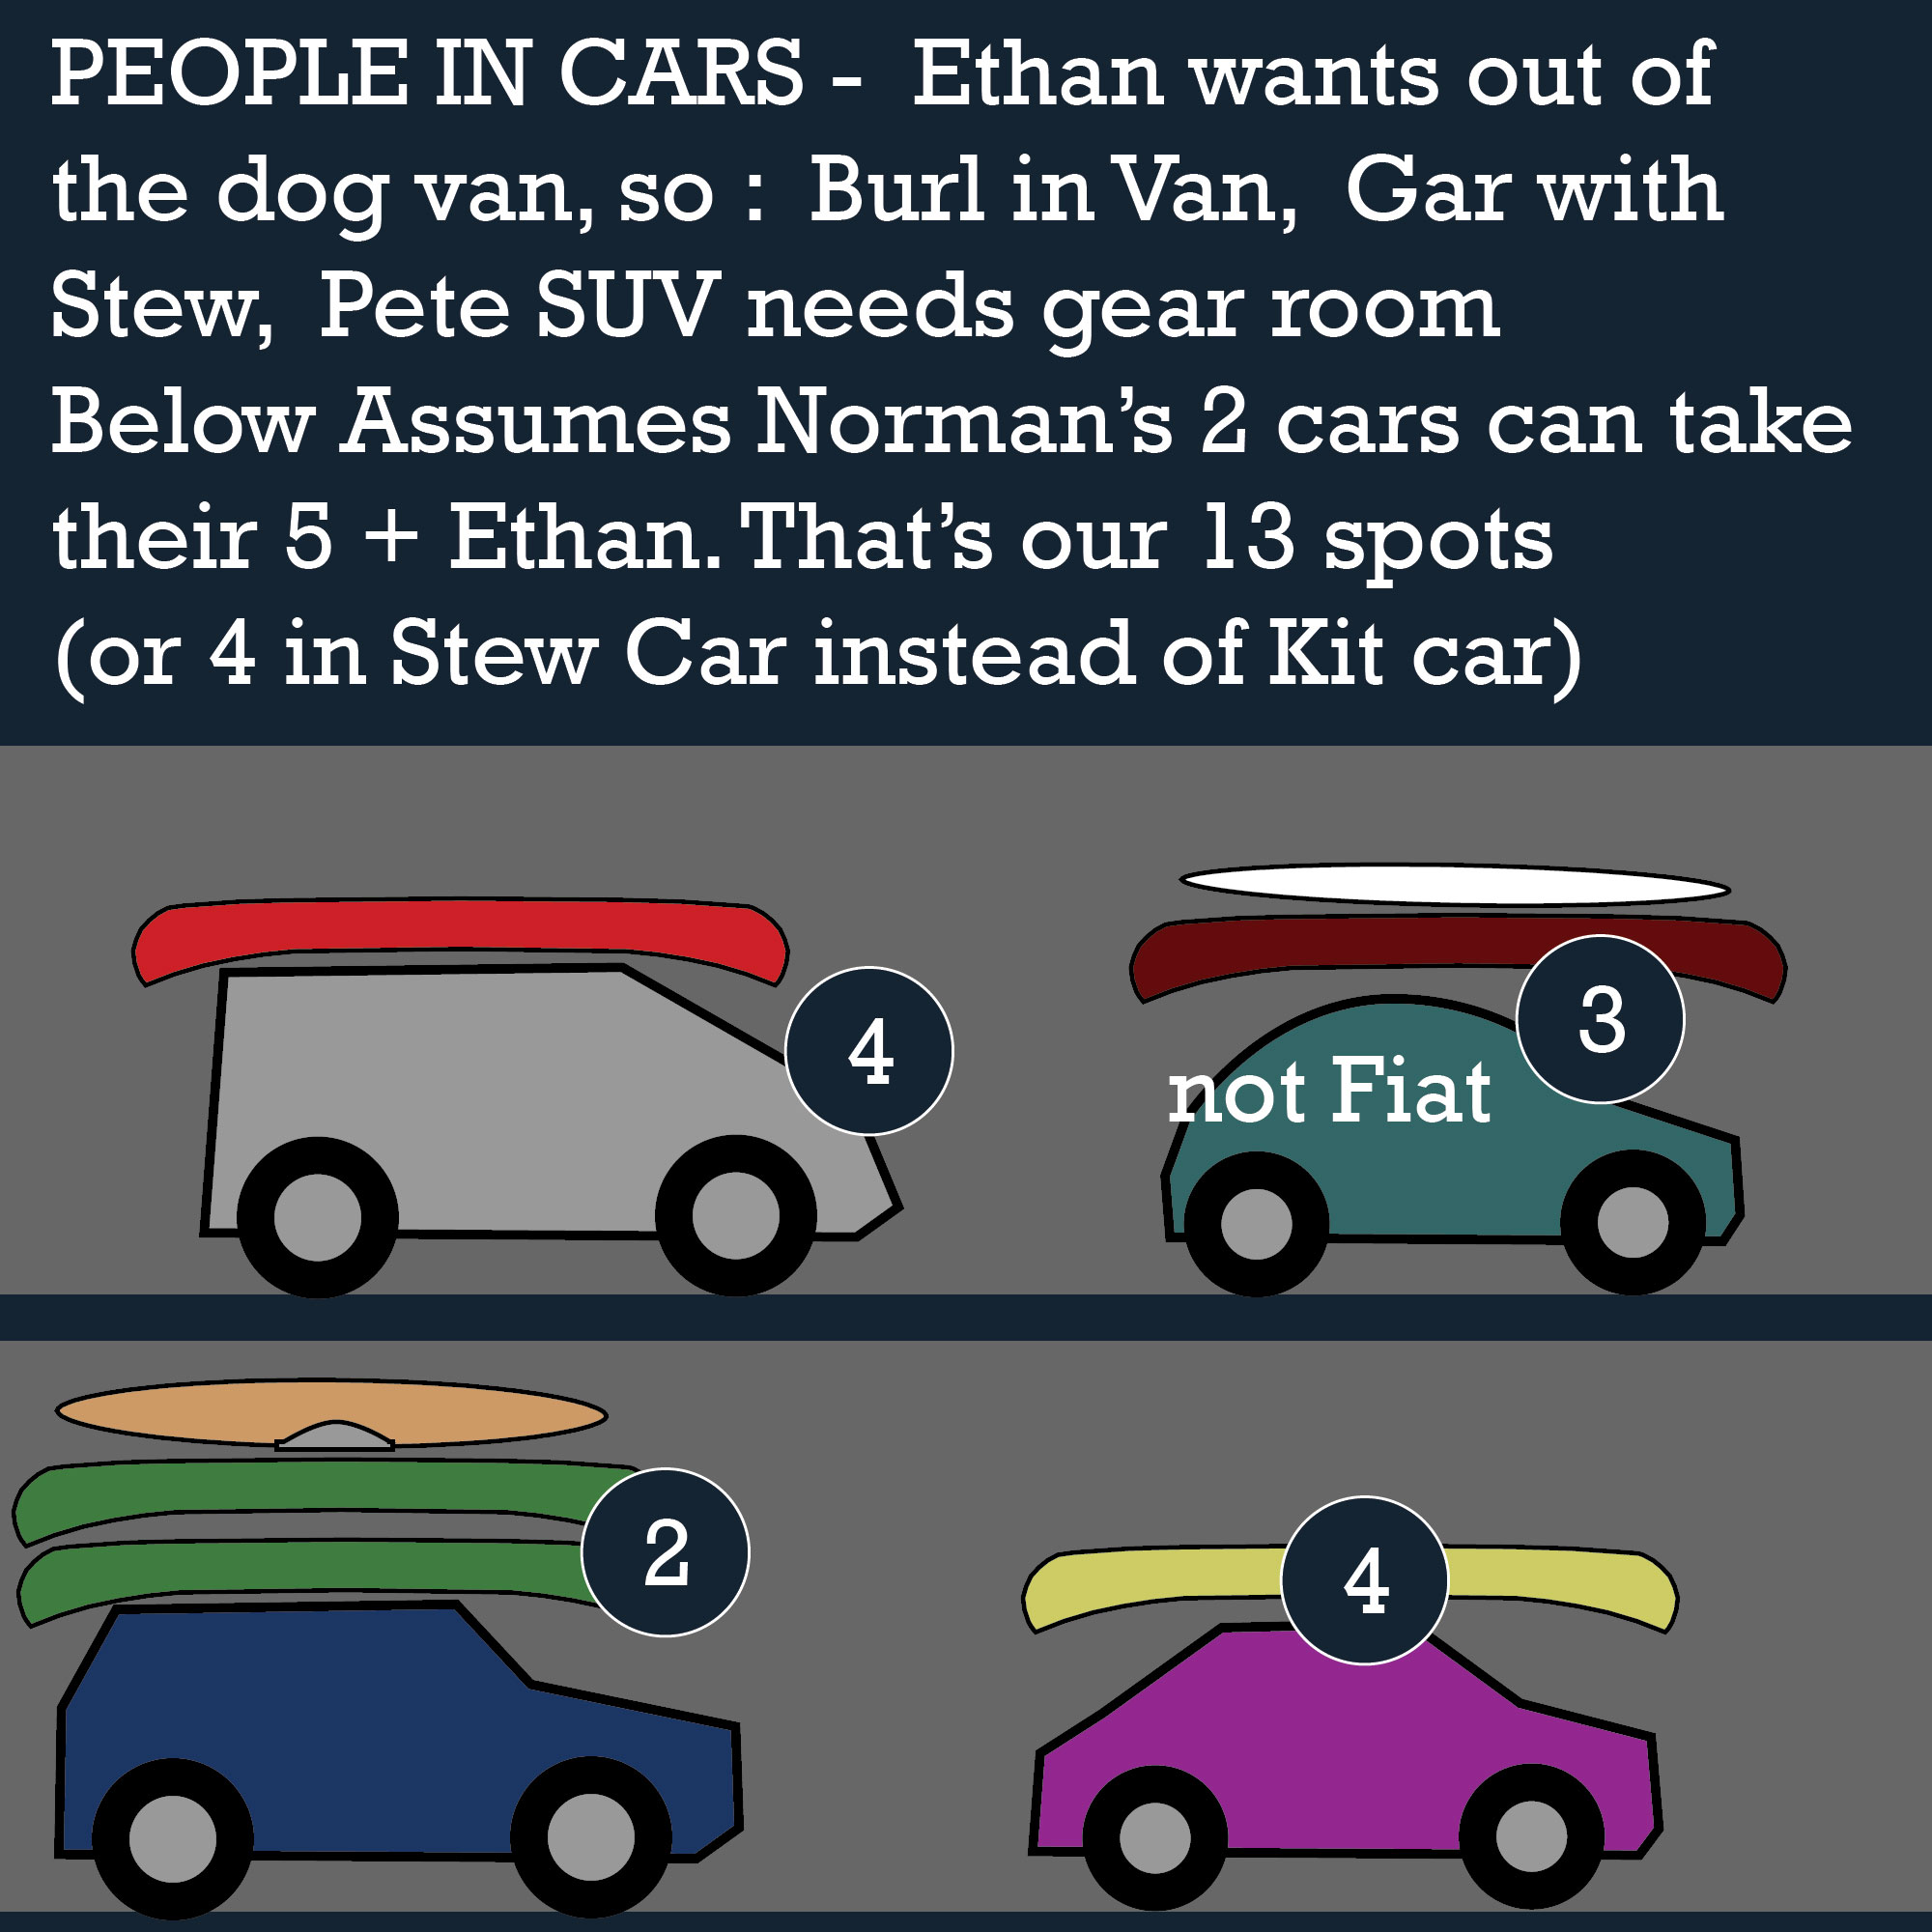 PEOPLE IN CARS - Ethan wants out of
the dog van, so : Burl in Van, Gar with
Stew, Pete SUV needs gear room
Below Assumes Norman's 2 cars can take
their 5 + Ethan. That's our 13 spots
(or 4 in Stew Car instead of Kit car)
4
3
not Fiat
2
4